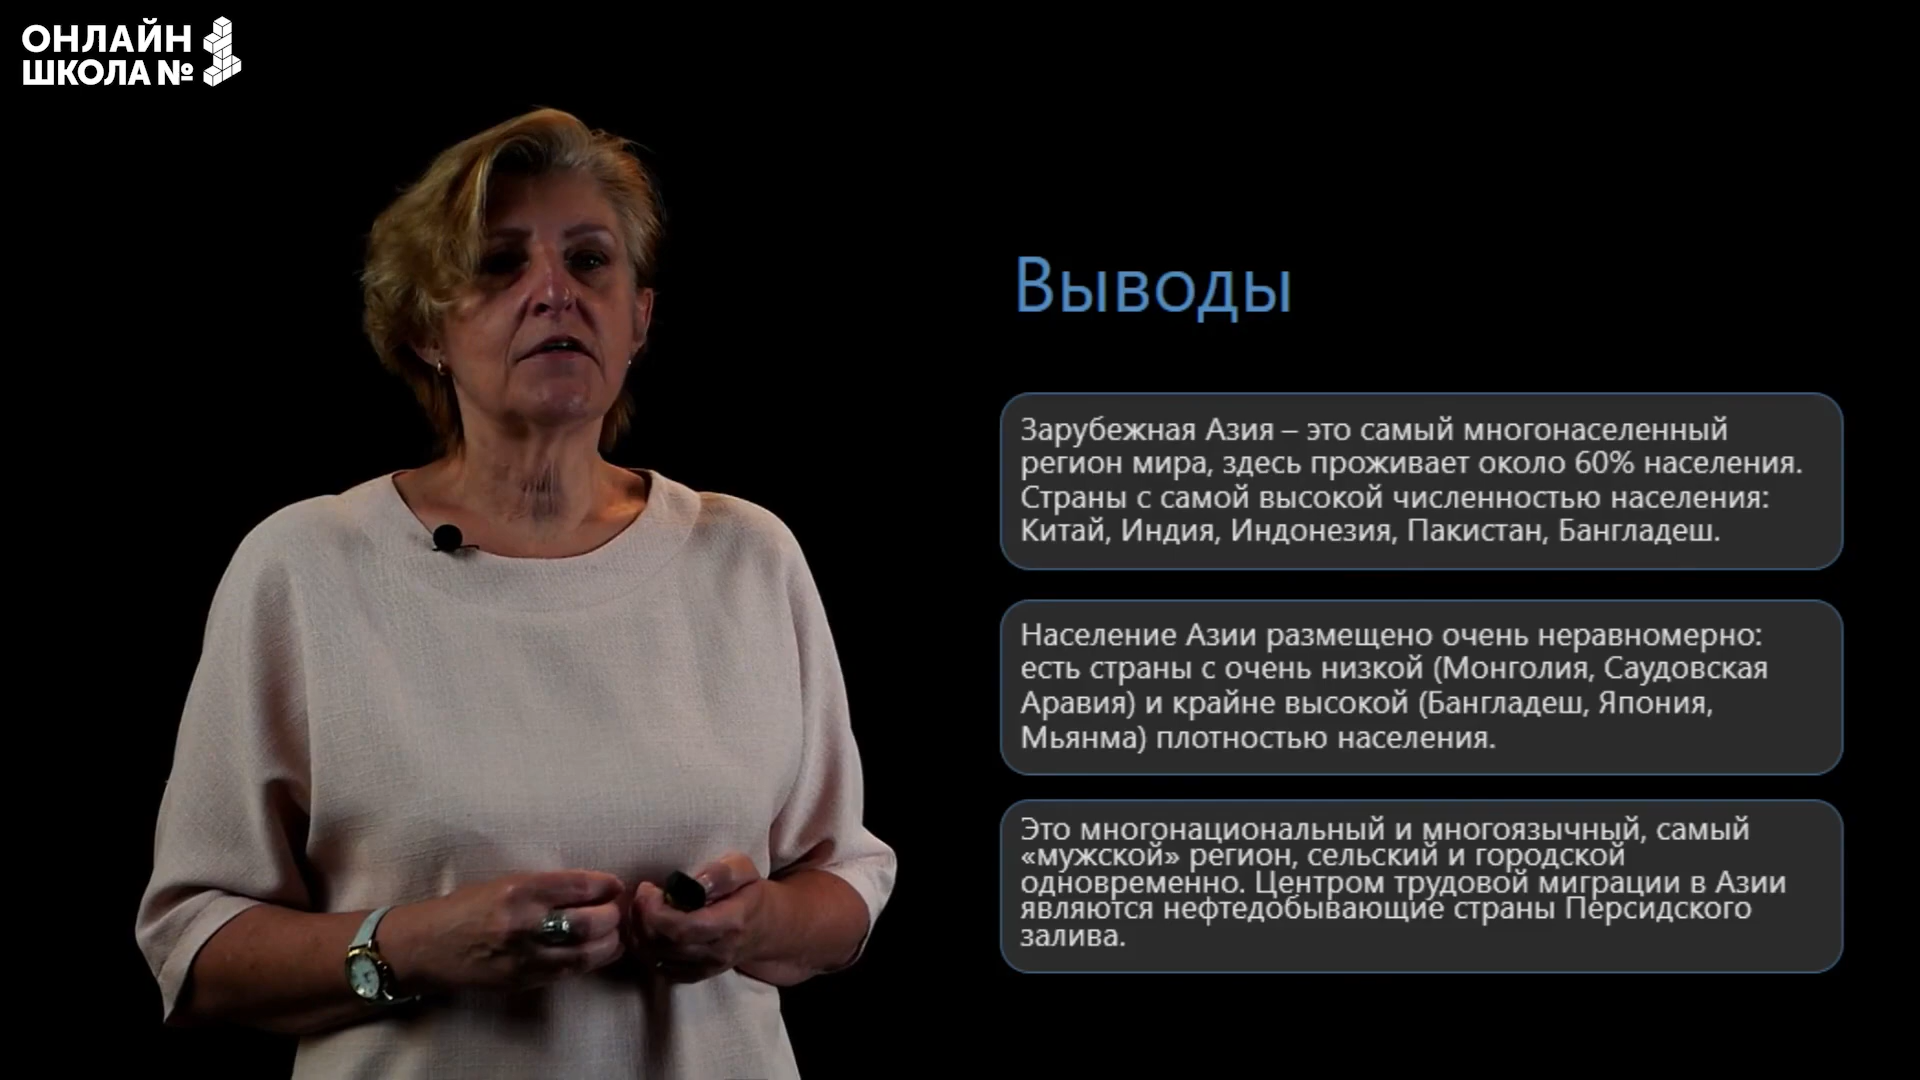 ОНЛАЙН
ШКОЛА №1
Выводы
Зарубежная Азия – это самый многонаселенный
регион мира, здесь проживает около 60% населения.
Страны с самой высокой численностью населения:
Китай, Индия, Индонезия, Пакистан, Бангладеш.
Население Азии размещено очень неравномерно:
есть страны с очень низкой (Монголия, Саудовская
Аравия) и крайне высокой (Бангладеш, Япония,
Мьянма) плотностью населения.
Это многонациональный и многоязычный, самый
«мужской» регион, сельский и городской
одновременно. Центром трудовой миграции в Азии
являются нефтедобывающие страны Персидского
залива.